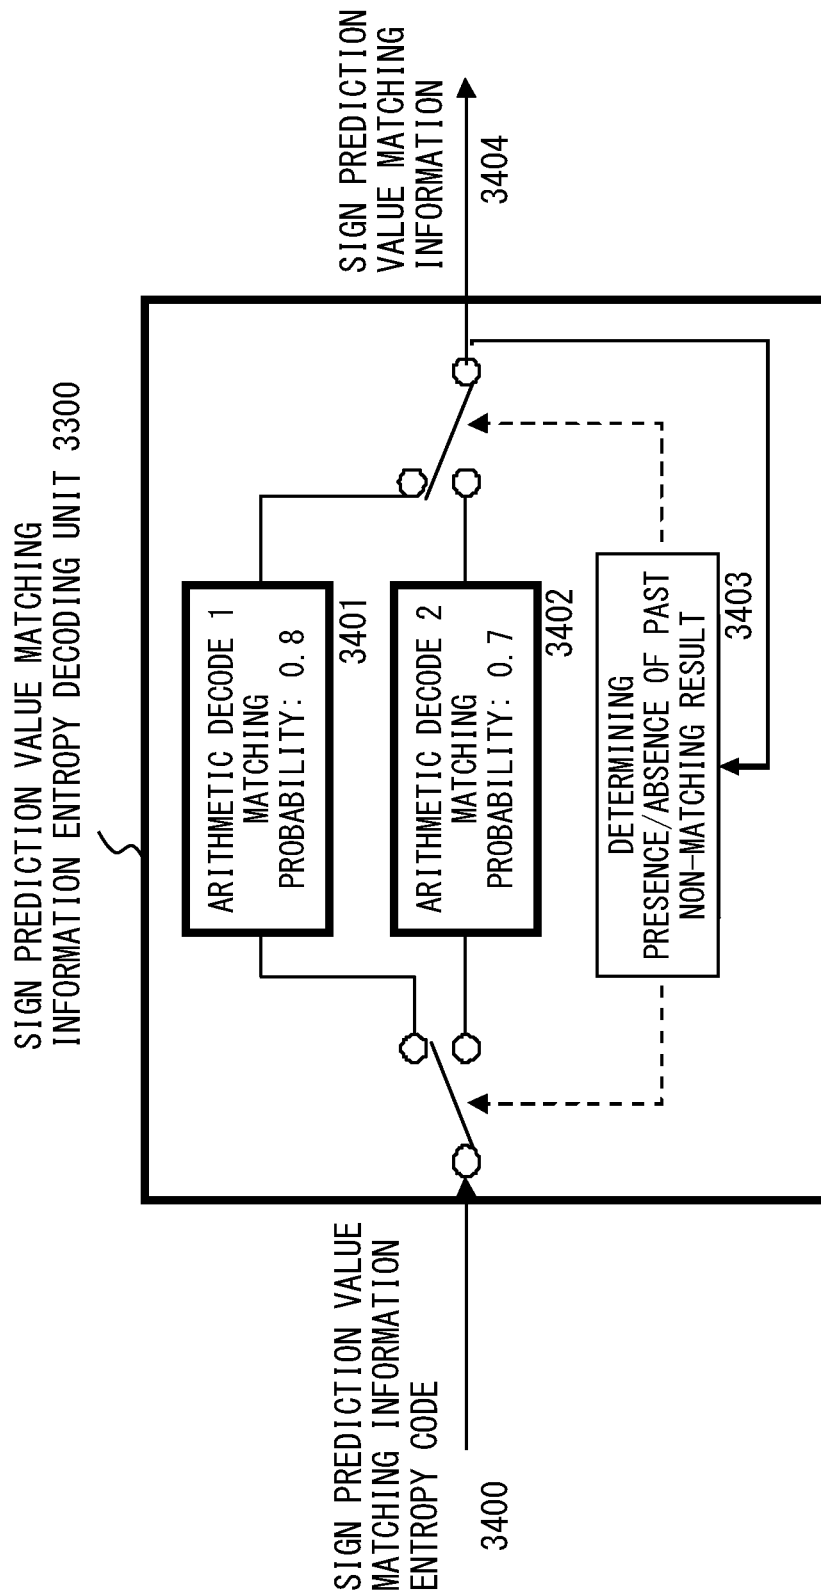 SIGN PREDICTION VALUE MATCHING
INFORMATION ENTROPY DECODING UNIT 3300
SIGN PREDICTION VALUE
MATCHING INFORMATION
ENTROPY CODE
3400
ARITHMETIC DECODE 1
MATCHING
PROBABILITY: 0.8
3401
ARITHMETIC DECODE 2
MATCHING
PROBABILITY: 0.7
3402
DETERMINING
PRESENCE/ABSENCE OF PAST
NON-MATCHING RESULT
3403
SIGN PREDICTION
VALUE MATCHING
INFORMATION
3404